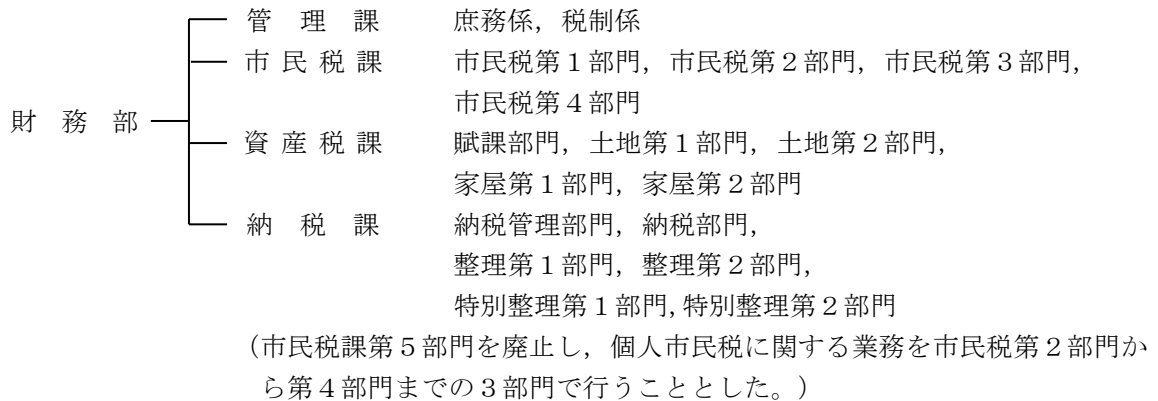 管　理　課　庶務係，税制係
市 民 税 課　市民税第１部門，市民税第２部門，市民税第３部門，
市民税第４部門
財　務　部
資 産 税 課　賦課部門，土地第１部門，土地第２部門，
家屋第１部門，家屋第２部門
納　税　課　納税管理部門，納税部門，
整理第１部門，整理第２部門，
特別整理第１部門，特別整理第２部門
（市民税課第５部門を廃止し，個人市民税に関する業務を市民税第２部門か
ら第４部門までの３部門で行うこととした。）